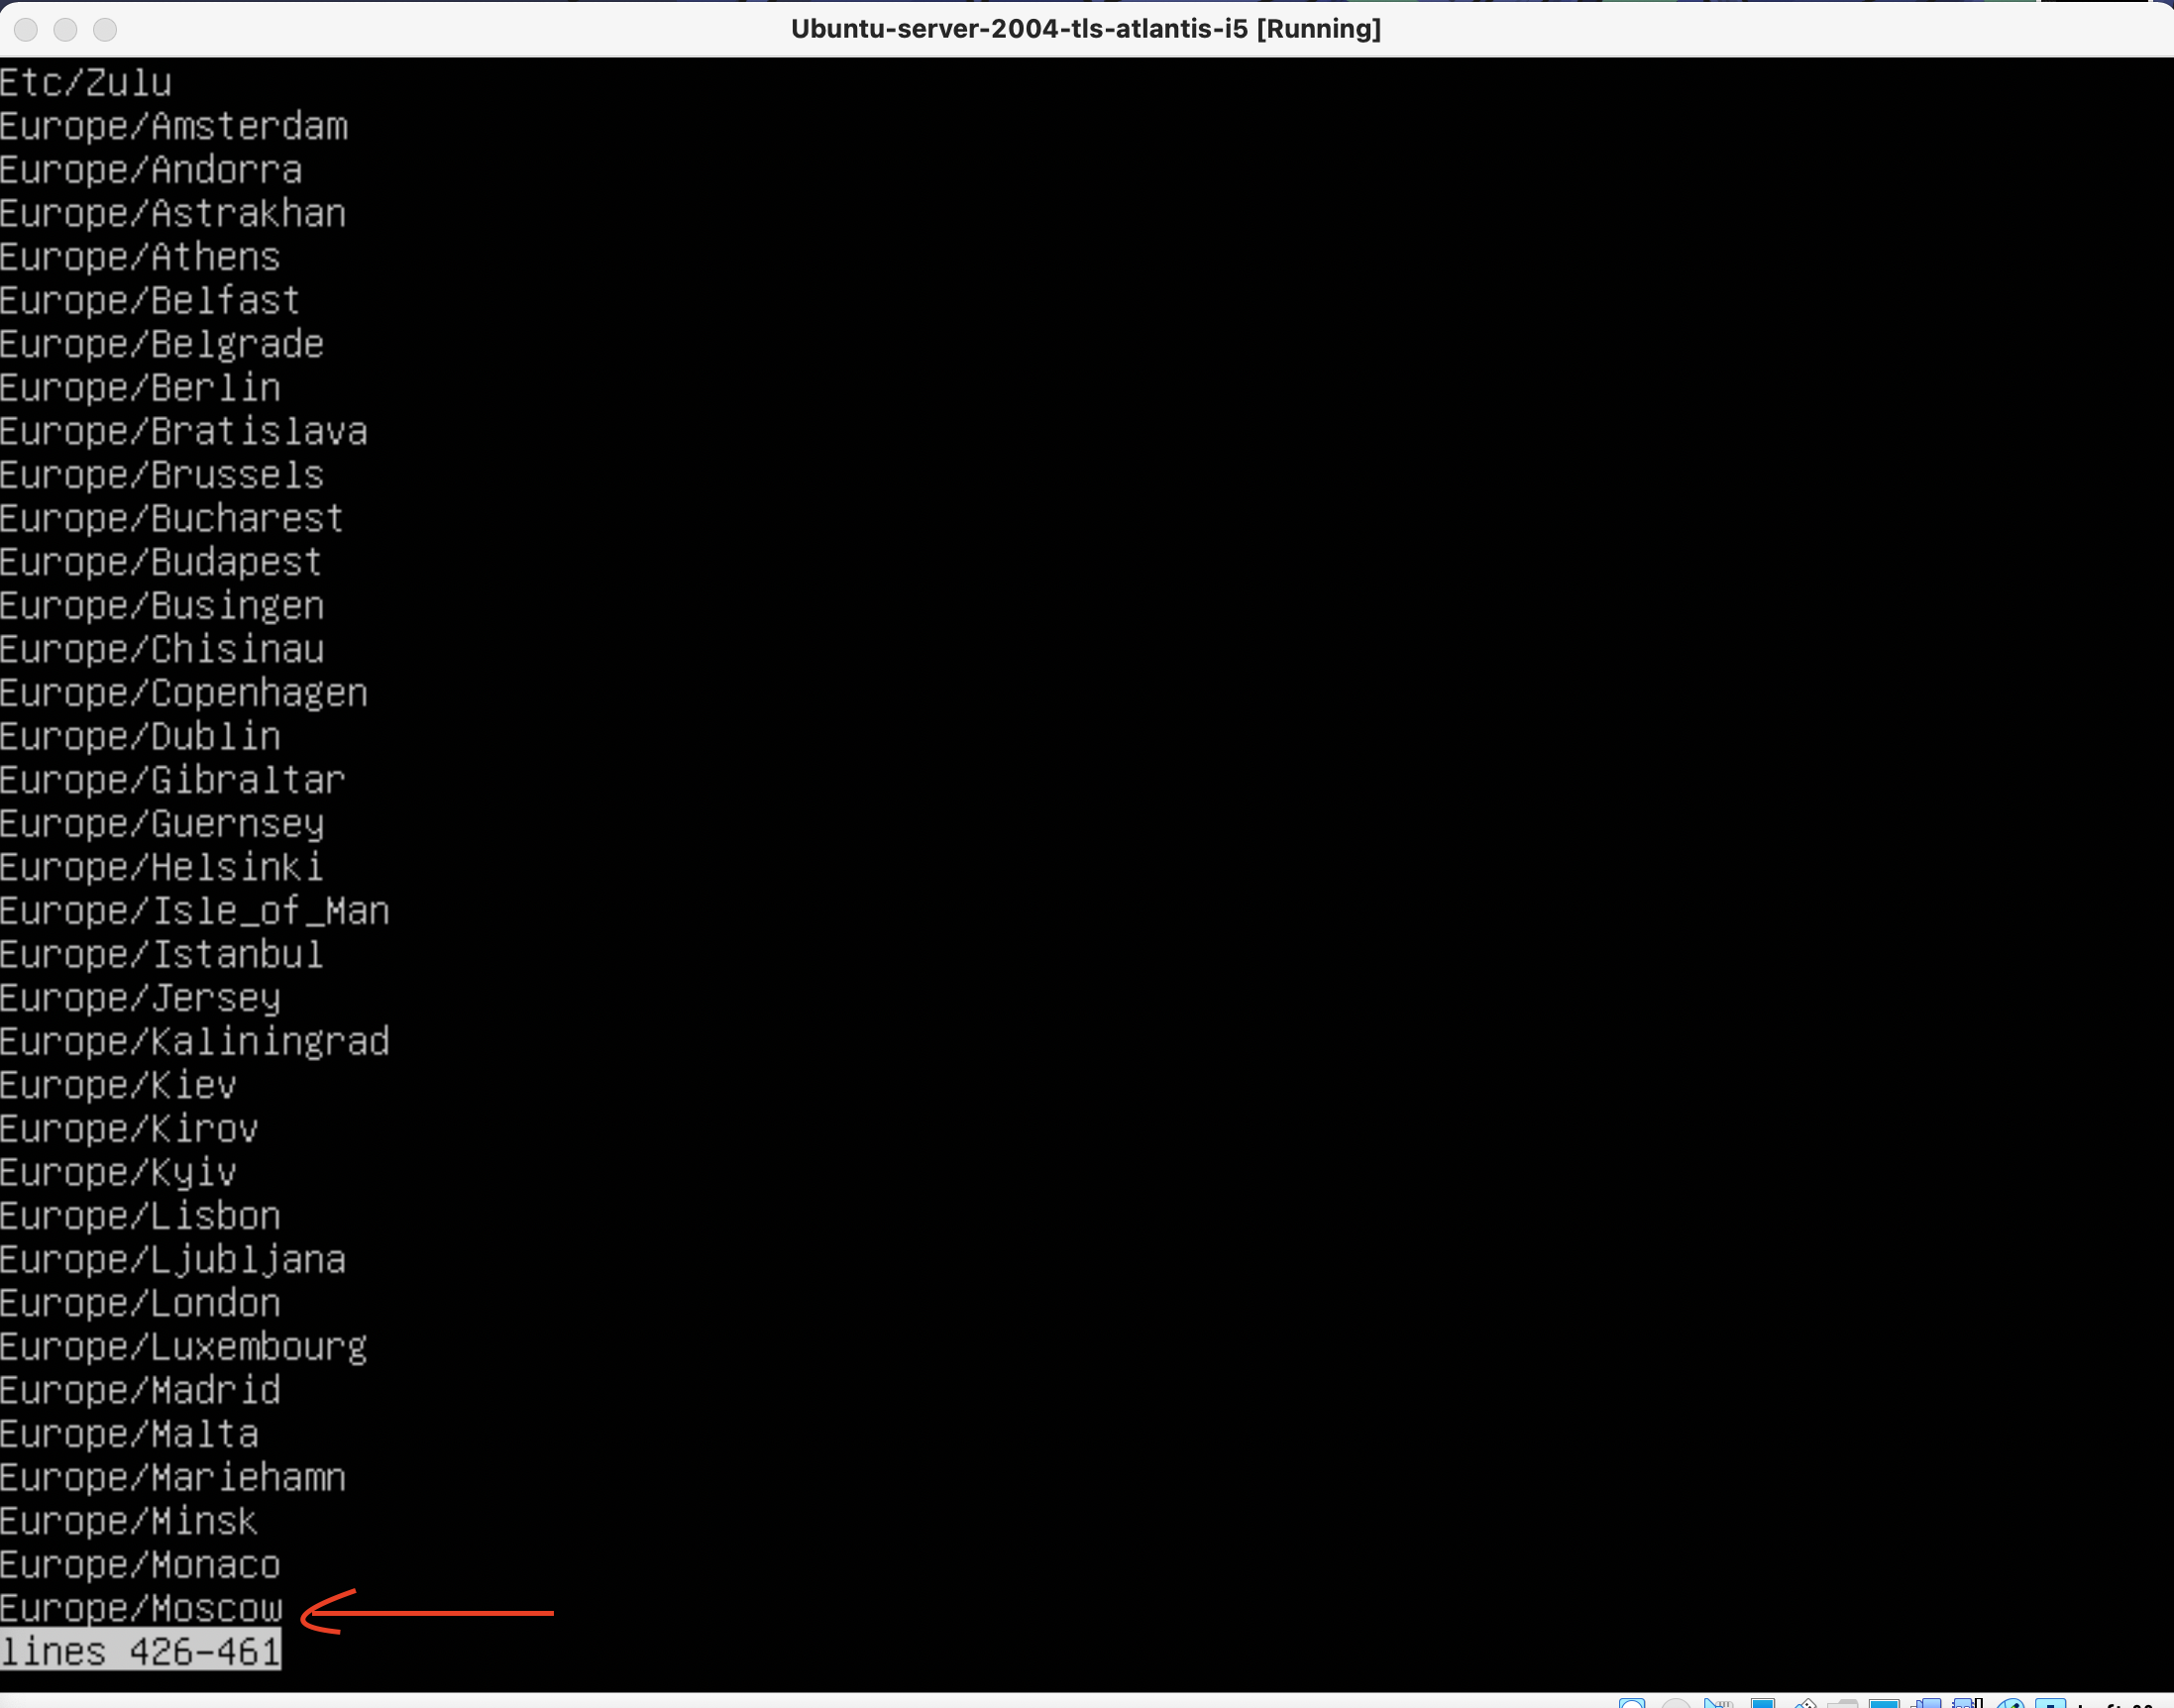 Ubuntu-server-2004-tls-atlantis-i5 [Running]
Etc/Zulu
Europe/Amsterdam
Europe/Andorra
Europe/Astrakhan
Europe/Athens
Europe/Belfast
Europe/Belgrade
Europe/Berlin
Europe/Bratislava
Europe/Brussels
Europe/Bucharest
Europe/Budapest
Europe/Busingen
Europe/Chisinau
Europe/Copenhagen
Europe/Dublin
Europe/Gibraltar
Europe/Guernsey
Europe/Helsinki
Europe/Isle_of_Man
Europe/Istanbul
Europe/Jersey
Europe/Kaliningrad
Europe/Kiev
Europe/Kirov
Europe/Kyiv
Europe/Lisbon
Europe/Ljubljana
Europe/London
Europe/Luxembourg
Europe/Madrid
Europe/Malta
Europe/Mariehamn
Europe/Minsk
Europe/Monaco
Europe/Moscow
lines 426-461